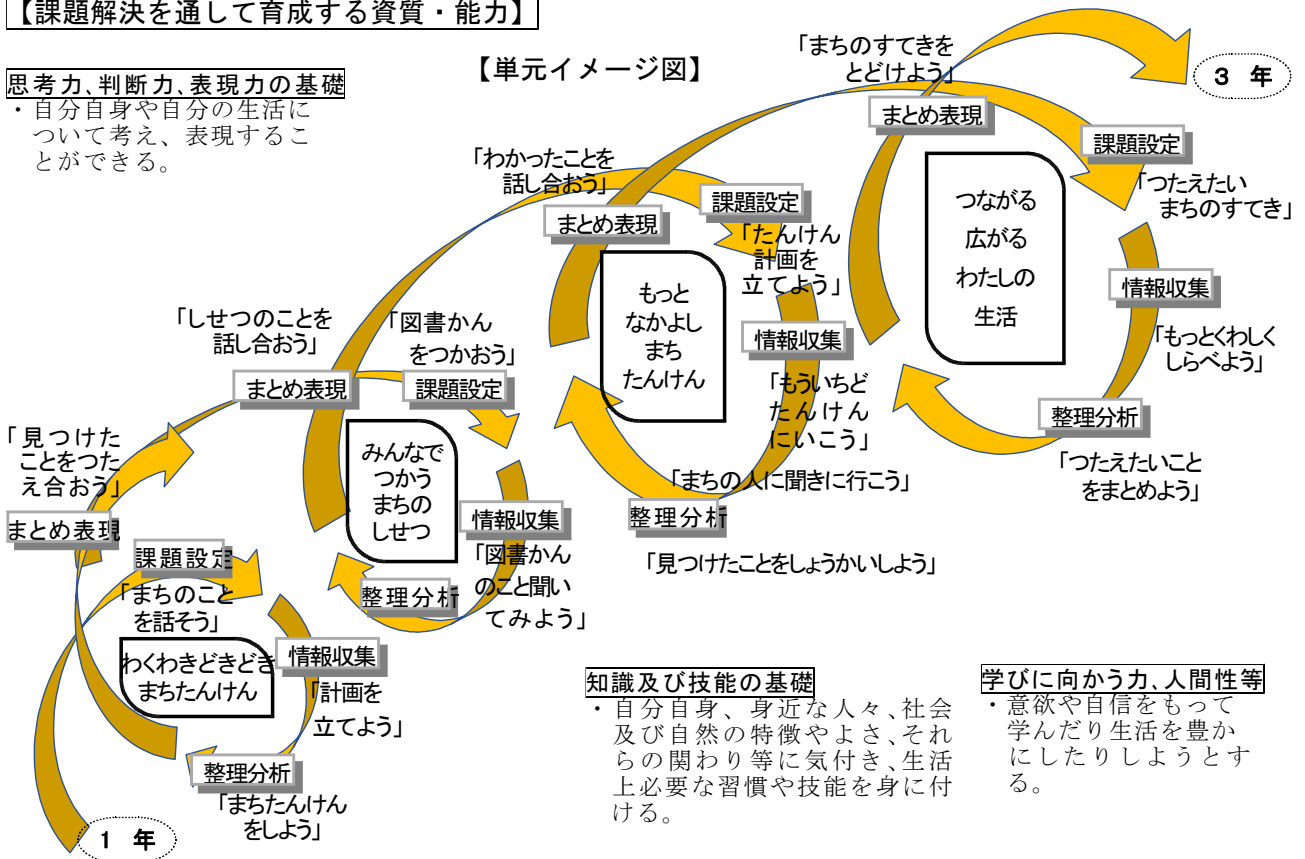 【課題解決を通して育成する資質・能力】
思考力、判断力、表現力の基礎
・自分自身や自分の生活に
ついて考え、表現するこ
とができる。
【単元イメージ図】
「まちのすてきを
とどけよう」
3 年
まとめ表現
課題設定
「つたえたい
まちのすてき」
つながる
広がる
わたしの
生活
情報収集
「もっとくわしく
しらべよう」
整理分析
「つたえたいこと
をまとめよう」
「わかったことを
話し合おう」
まとめ表現
課題設定
「たんけん
計画を
立てよう」
もっと
なかよし
まち
たんけん
情報収集
「もういちど
たんけん
にいこう」
「まちの人に聞きに行こう」
整理分析
「見つけたことをしょうかいしよう」
「しせつのことを
話し合おう」
まとめ表現
「図書かん
をつかおう」
課題設定
みんなで
つかう
まちの
しせつ
情報収集
「図書かん
のこと聞い
てみよう」
整理分析
「見つけた
ことをつた
え合おう」
まとめ表現
課題設定
「まちのこと
を話そう」
わくわきどきどき
まちたんけん
情報収集
「計画を
立てよう」
整理分析
「まちたんけん
をしよう」
1 年
知識及び技能の基礎
・自分自身、身近な人々、社会
及び自然の特徴やよさ、それ
らの関わり等に気付き、生活
上必要な習慣や技能を身に付
ける。
学びに向かう力、人間性等
・意欲や自信をもって
学んだり生活を豊か
にしたりしようとす
る。